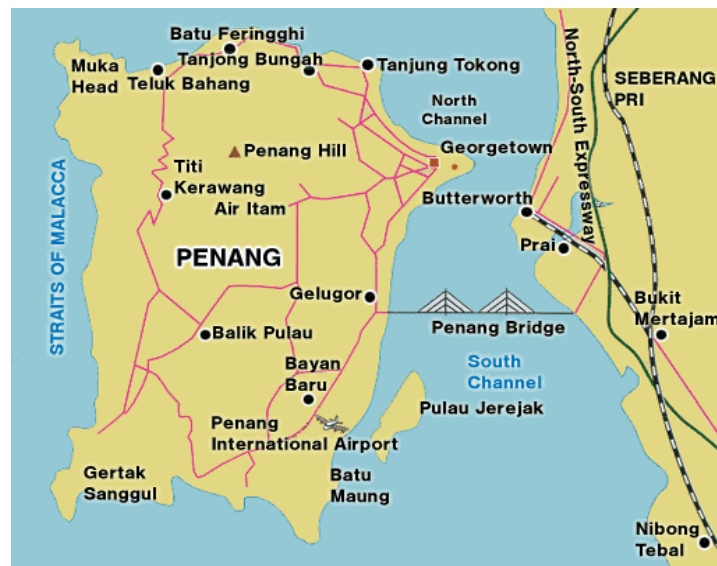 Batu Feringghi
Muka
Head
Tanjong Bungah
Tanjung Tokong
Teluk Bahang
North
Channel
North-South Expressway
SEBERANG
PRI
Penang Hill
Georgetown
Titi
Kerawang
Air Itam
Butterworth
STRAITS OF MALACCA
PENANG
Prai
Gelugor
Bukit
Mertajam
Balik Pulau
Penang Bridge
Bayan
Baru
South
Channel
Pulau Jerejak
Penang
International Airport
Gertak
Sanggul
Batu
Maung
Nibong
Tebal